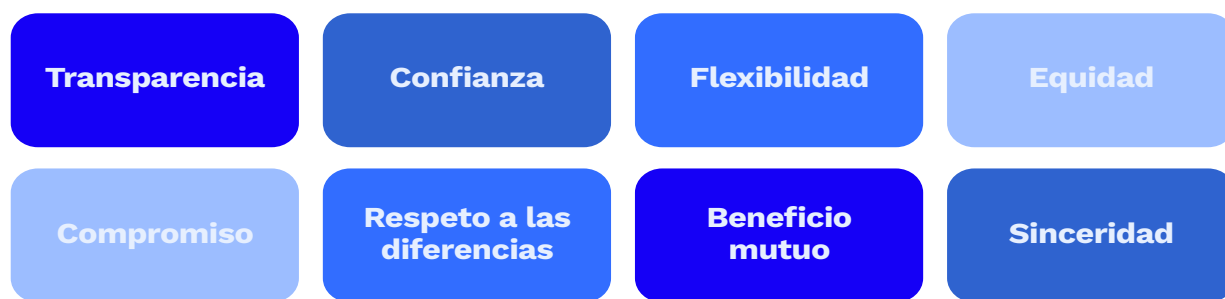 Transparencia
Confianza
Flexibilidad
Equidad
Compromiso
Respeto a las
diferencias
Beneficio
mutuo
Sinceridad